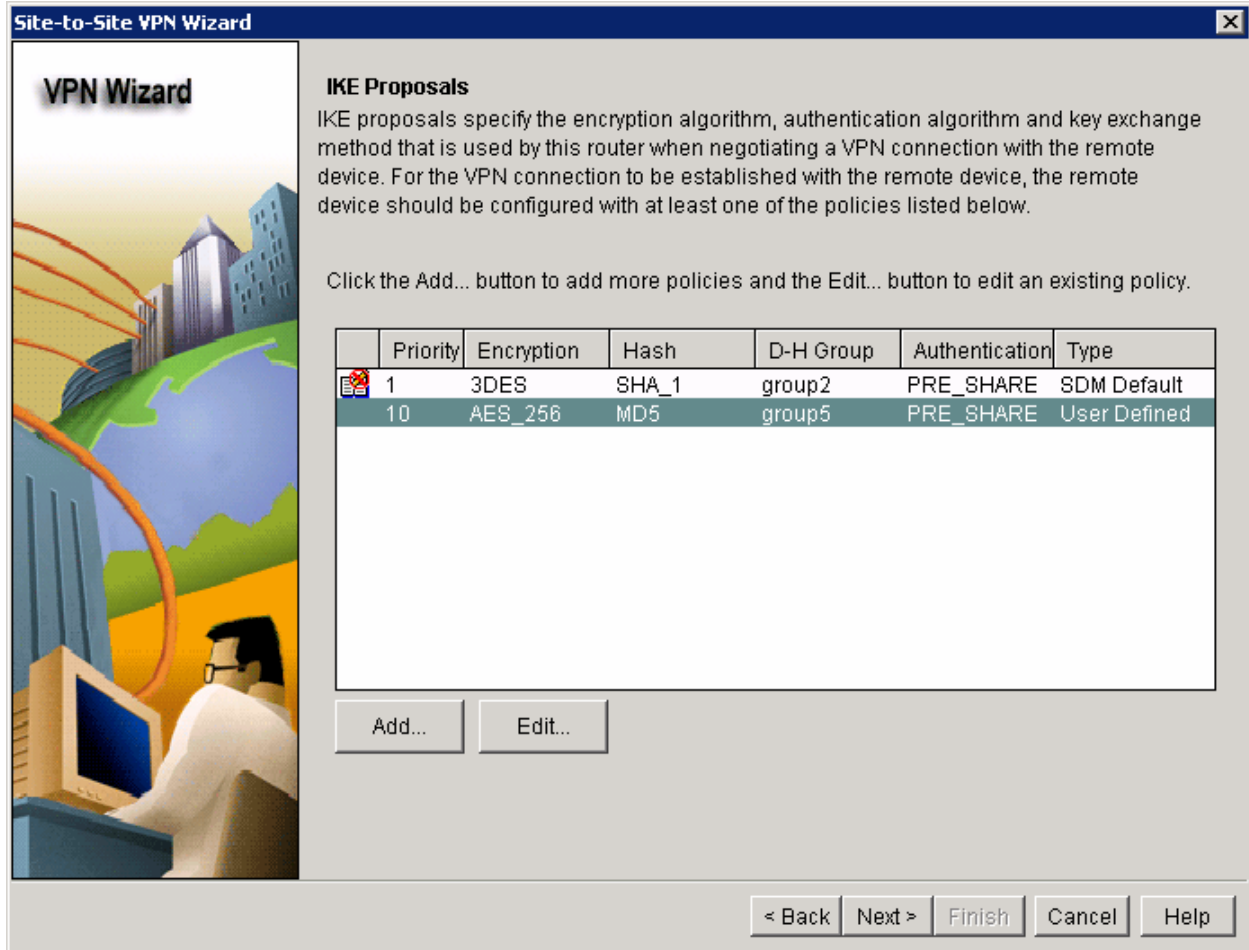 Site-to-Site VPN Wizard
VPN Wizard
IKE Proposals
IKE proposals specify the encryption algorithm, authentication algorithm and key exchange
method that is used by this router when negotiating a VPN connection with the remote
device. For the VPN connection to be established with the remote device, the remote
device should be configured with at least one of the policies listed below.
Click the Add... button to add more policies and the Edit... button to edit an existing policy.
Priority Encryption Hash D-H Group Authentication Type
1 3DES SHA_1 group2 PRE_SHARE SDM Default
10 AES_256 MD5 group5 PRE_SHARE User Defined
Add... Edit...
< Back Next > Finish Cancel Help